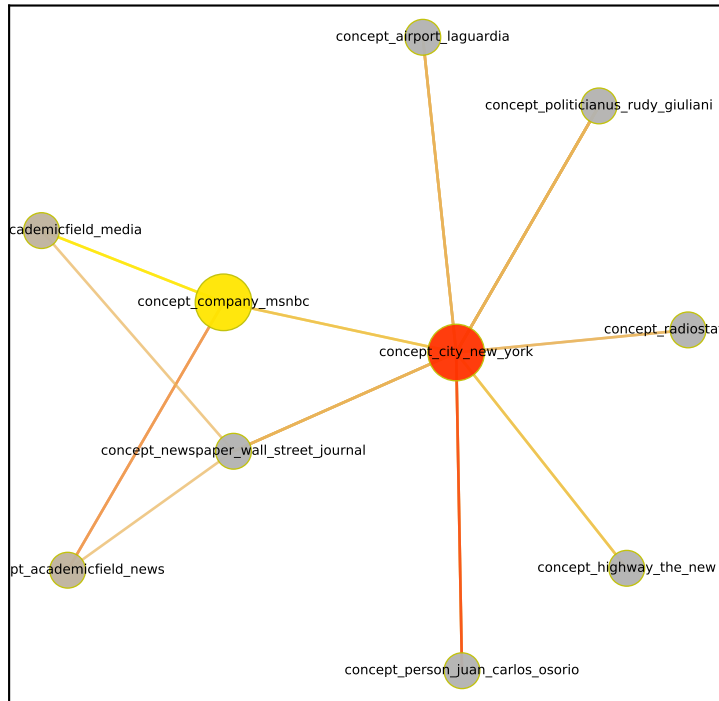 concept_airport_laguardia
concept_politicianus_rudy_giuliani
cademicfield_media
concept_company_msnbc
concept_radiosta
concept_city_new_york
concept_newspaper_wall_street_journal
pt_academicfield_news
concept_highway_the_new
concept_person_juan_carlos_osorio